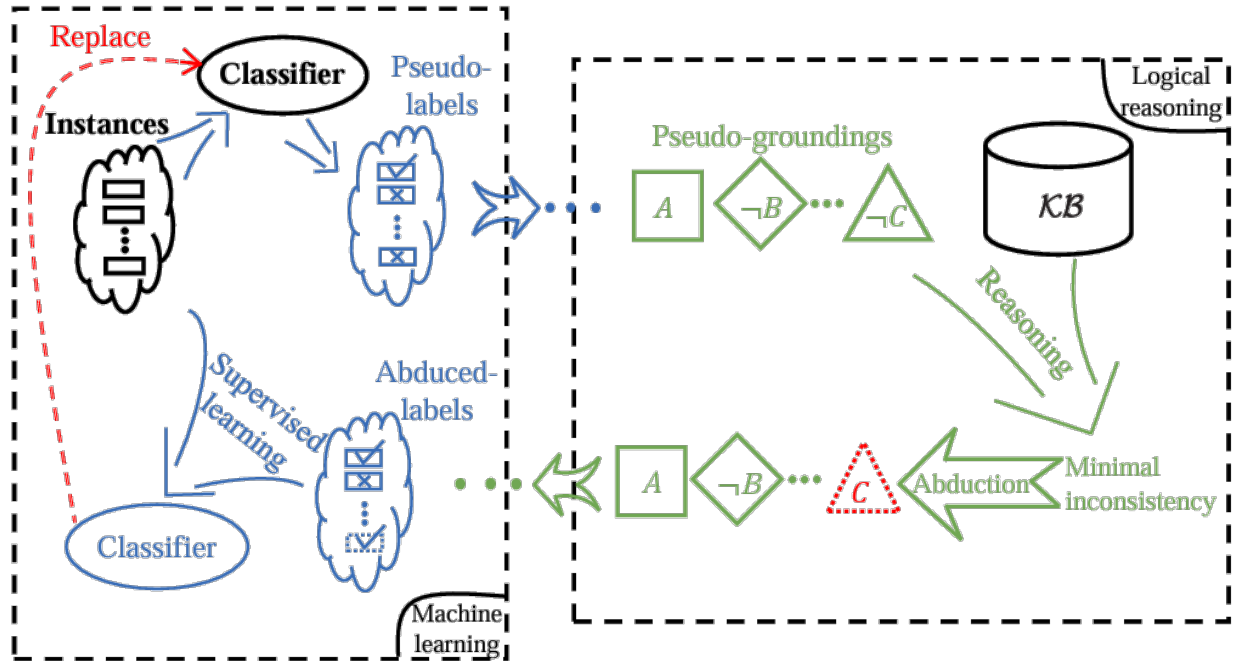 Replace
Classifier
Pseudo-
labels
Instances
Supervised
learning
Abduced-
labels
Classifier
Machine
learning
Logical
reasoning
Pseudo-groundings
A
¬B
¬C
KB
Reasoning
A
¬B
C
Abduction
Minimal
inconsistency